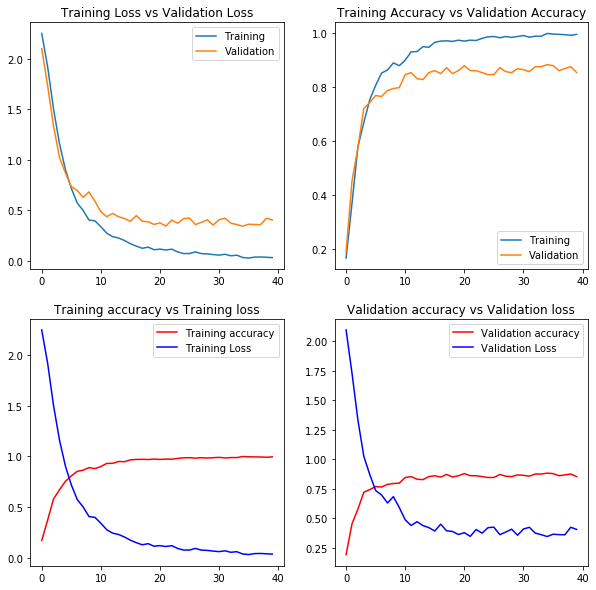 Training Loss vs Validation Loss
Training
Validation
2.0
1.5
1.0
0.5
0.0
0 10 20 30 40
Training Accuracy vs Validation Accuracy
1.0
0.8
0.6
0.4
0.2
Training
Validation
0 10 20 30 40
Training accuracy vs Training loss
Training accuracy
Training Loss
2.0
1.5
1.0
0.5
0.0
0 10 20 30 40
Validation accuracy vs Validation loss
Validation accuracy
Validation Loss
2.00
1.75
1.50
1.25
1.00
0.75
0.50
0.25
0 10 20 30 40